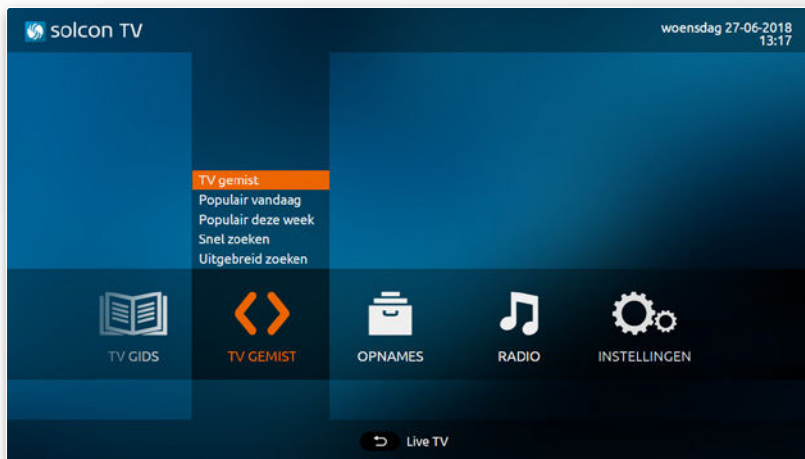 solcon TV
woensdag 27-06-2018
13:17
TV gemist
Populair vandaag
Populair deze week
Snel zoeken
Uitgebreid zoeken
TV GIDS
TV GEMIST
OPNAMES
RADIO
INSTELLINGEN
Live TV